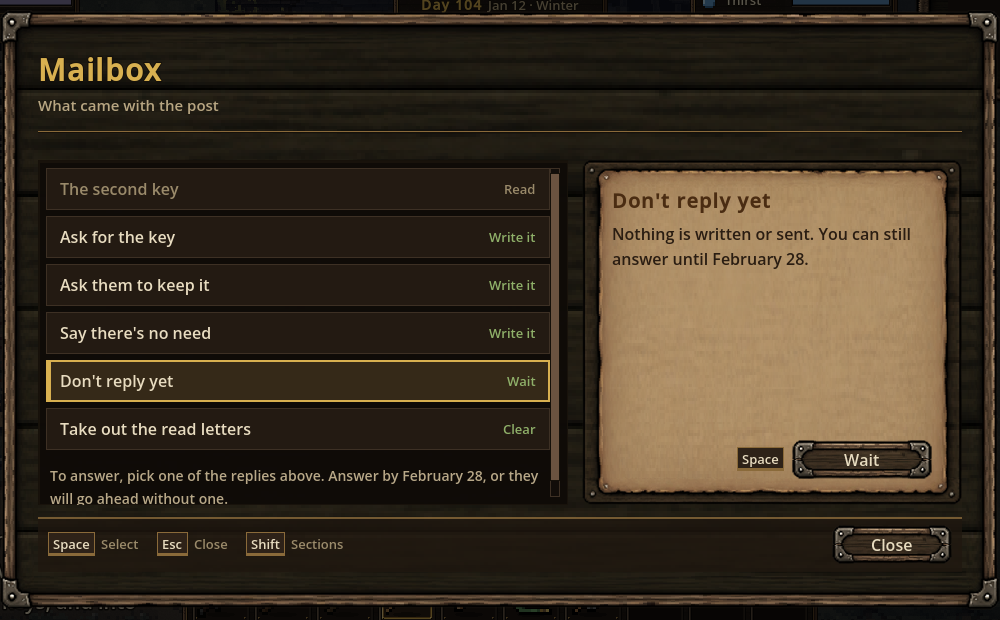 Day 104 Jan 12 · Winter
Thirst
Mailbox
What came with the post
The second key Read
Ask for the key Write it
Ask them to keep it Write it
Say there's no need Write it
Don't reply yet Wait
Take out the read letters Clear
To answer, pick one of the replies above. Answer by February 28, or they
will go ahead without one.
Don't reply yet
Nothing is written or sent. You can still
answer until February 28.
Space Wait
Space Select Esc Close Shift Sections
Close